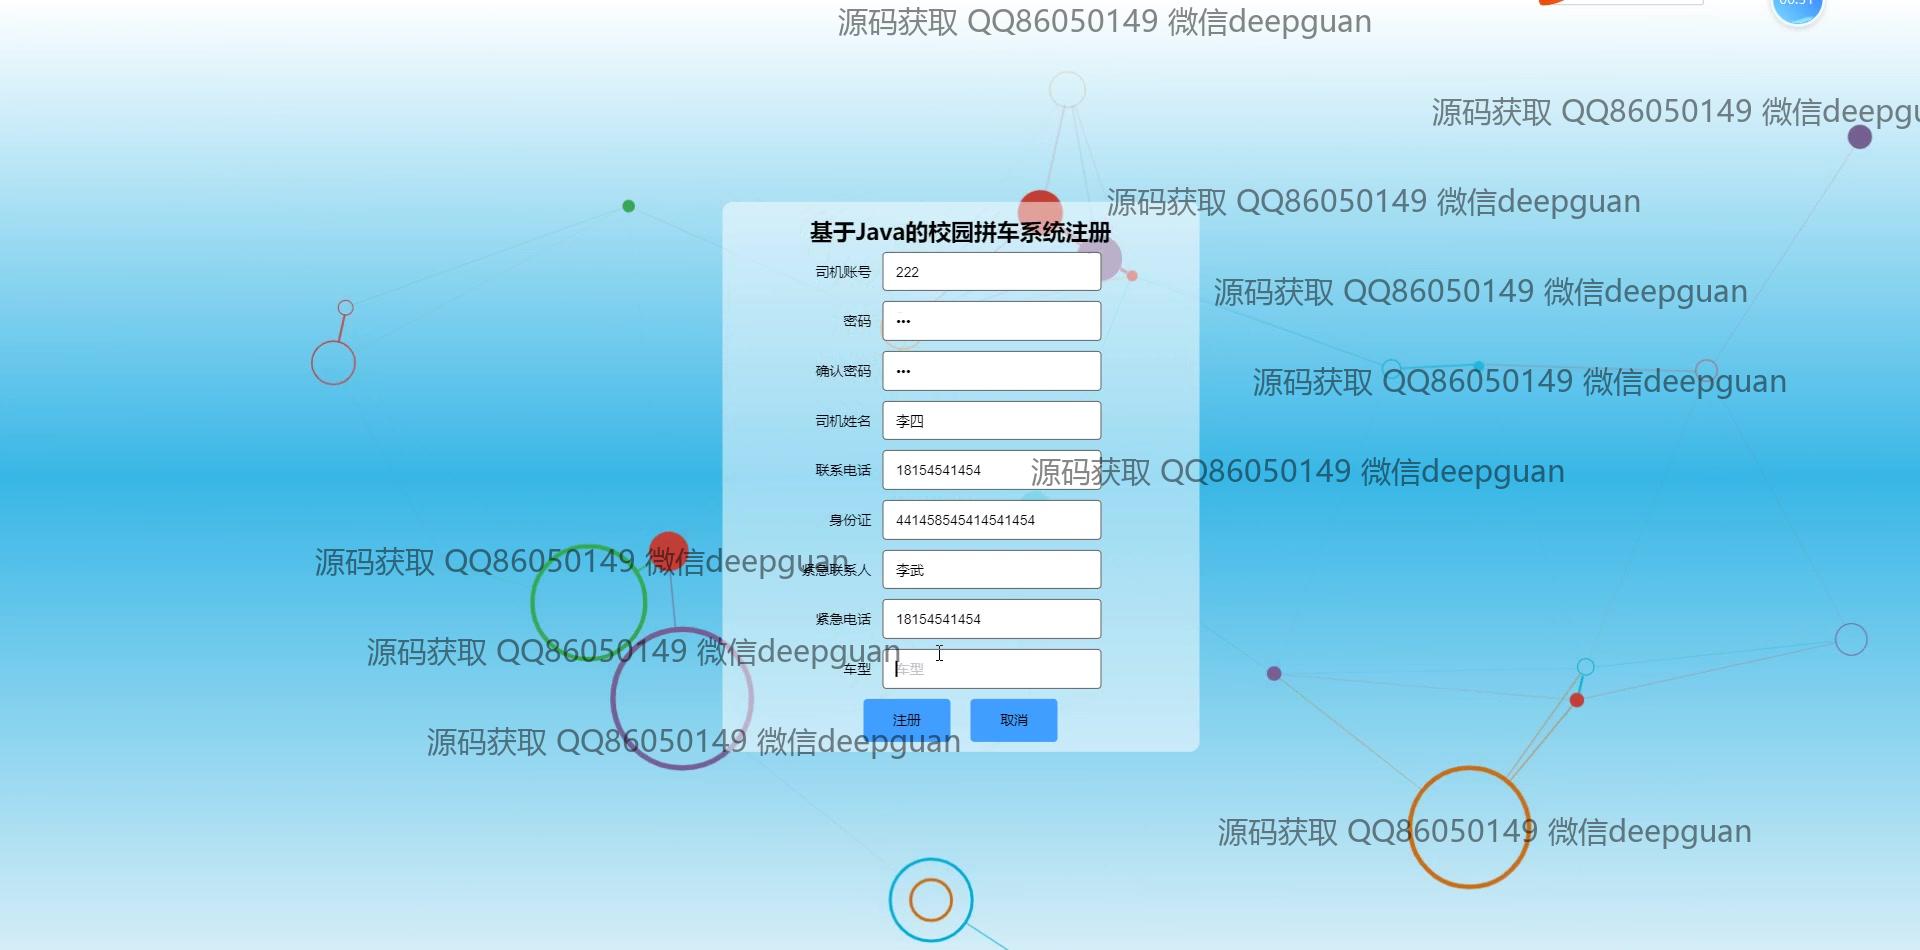 00:31
源码获取 QQ86050149 微信deepguan
源码获取 QQ86050149 微信deepgu
源码获取 QQ86050149 微信deepguan
基于Java的校园拼车系统注册
司机账号 222
源码获取 QQ86050149 微信deepguan
密码 •••
确认密码 •••
源码获取 QQ86050149 微信deepguan
司机姓名 李四
联系电话 18154541454
源码获取 QQ86050149 微信deepguan
身份证 441458545414541454
源码获取 QQ86050149 微信deepguan
紧急联系人 李武
紧急电话 18154541454
源码获取 QQ86050149 微信deepguan
车型 车型
注册 取消
源码获取 QQ86050149 微信deepguan
源码获取 QQ86050149 微信deepguan